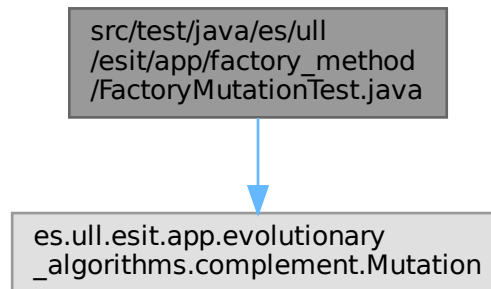 src/test/java/es/ull
/esit/app/factory_method
/FactoryMutationTest.java
es.ull.esit.app.evolutionary
_algorithms.complement.Mutation